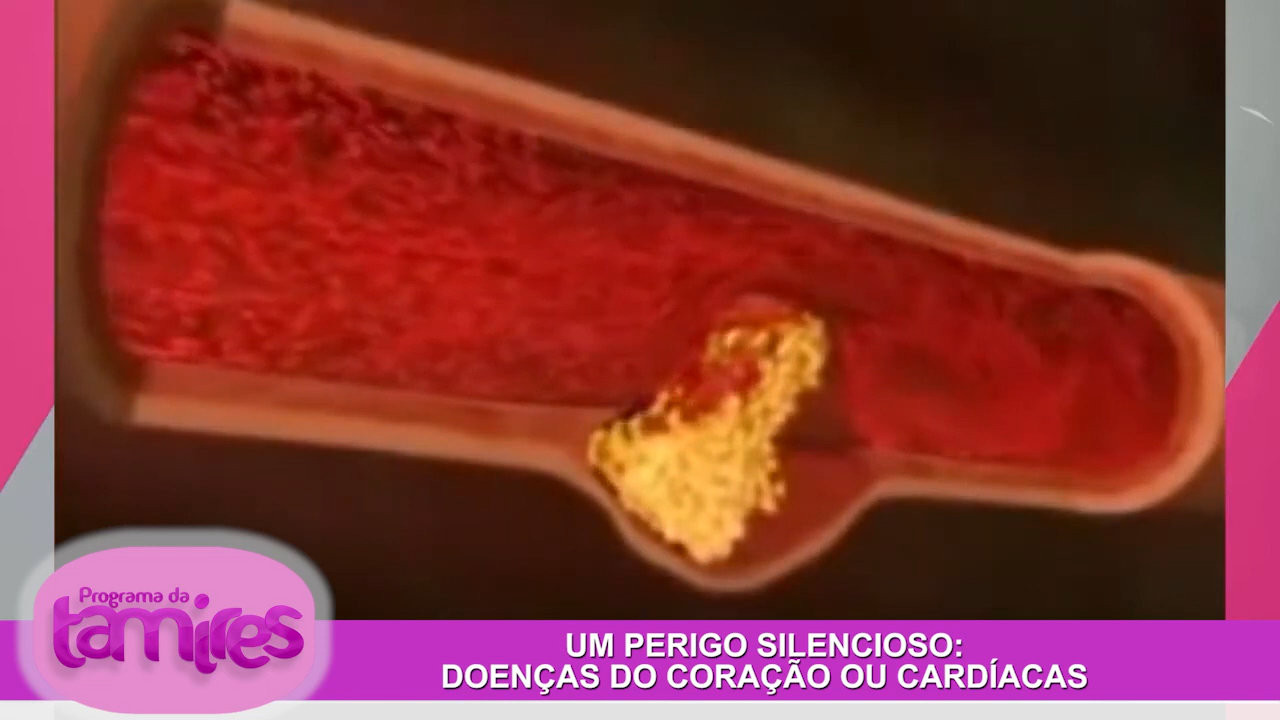 Programa da
tamires
UM PERIGO SILENCIOSO:
DOENÇAS DO CORAÇÃO OU CARDÍACAS